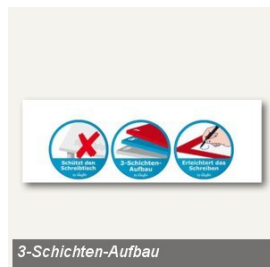 Schützt den
Schreibtisch
3-Schichten-
Aufbau
Erleichtert das
Schreiben
3-Schichten-Aufbau